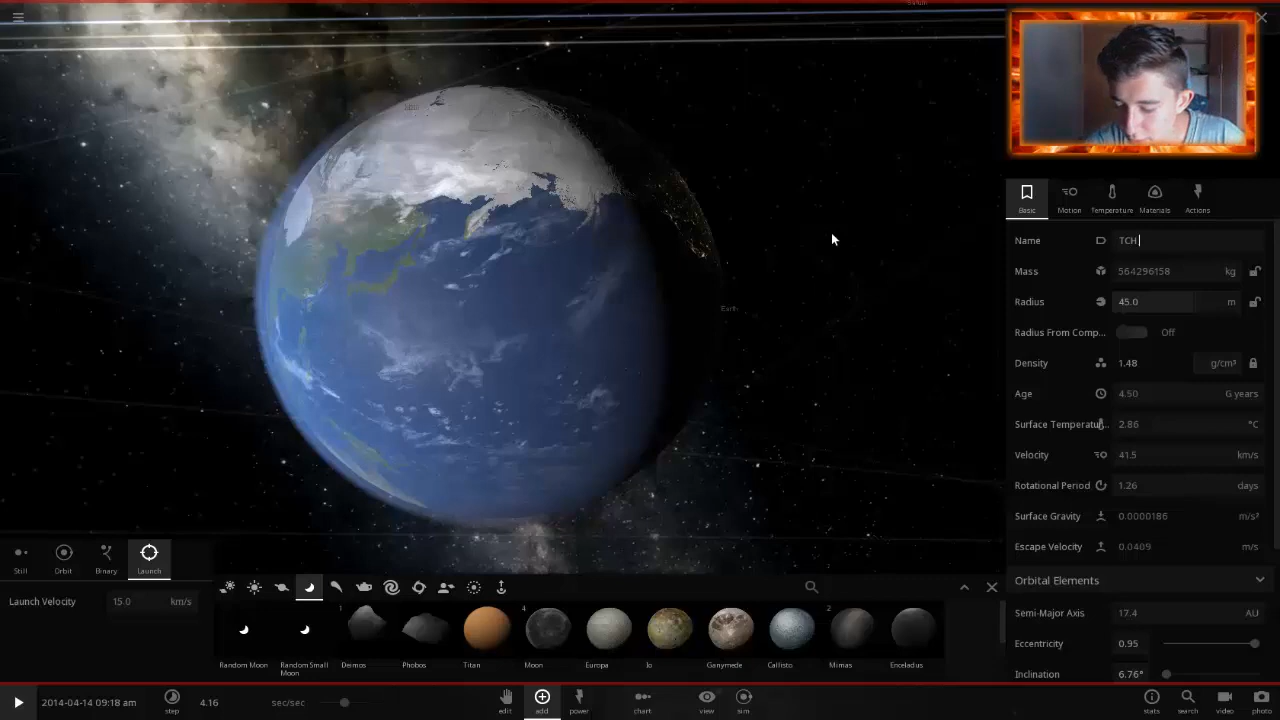 Saturn
Basic Motion Temperature Materials Actions
Name TCH
Mass 564296158 kg
Radius 45.0 m
Radius From Comp... Off
Density 1.48 g/cm³
Age 4.50 G years
Surface Temperatu... 2.86 °C
Velocity 41.5 km/s
Rotational Period 1.26 days
Surface Gravity 0.0000186 m/s²
Escape Velocity 0.0409 m/s
Orbital Elements
Semi-Major Axis 17.4 AU
Eccentricity 0.95
Inclination 6.76°
Earth
Still Orbit Binary Launch
Launch Velocity 15.0 km/s
1 4 2
Random Moon Random Small Moon Deimos Phobos Titan Moon Europa Io Ganymede Callisto Mimas Enceladus
2014-04-14 09:18 am step 4.16 sec/sec edit add power chart view sim stats search video photo